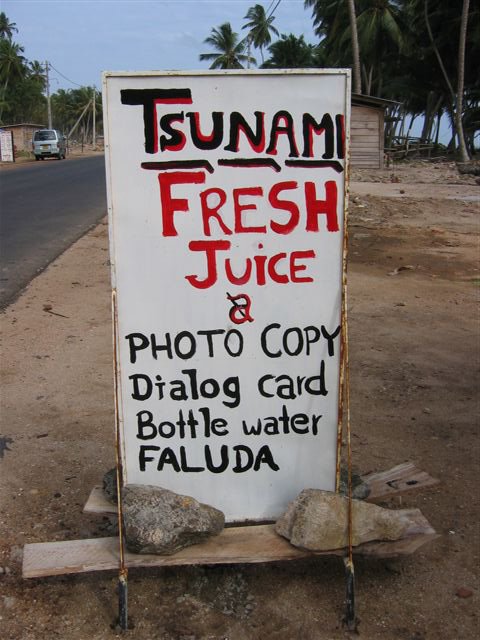 TSUNAMI
FRESH
JUICE
a
PHOTO COPY
Dialog card
Bottle water
FALUDA